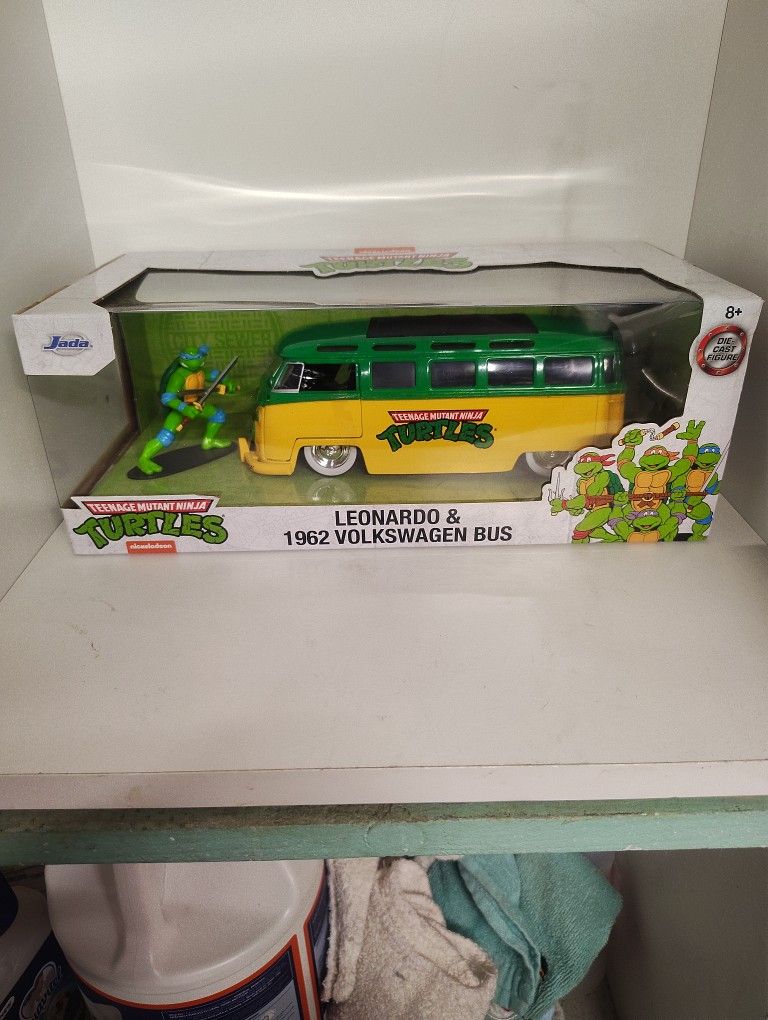 nickelodeon
TEENAGE MUTANT NINJA
TURTLES
8+
Jada
DIE-
CAST
FIGURE
TEENAGE MUTANT NINJA
TURTLES
TEENAGE MUTANT NINJA
TURTLES
nickelodeon
LEONARDO &
1962 VOLKSWAGEN BUS